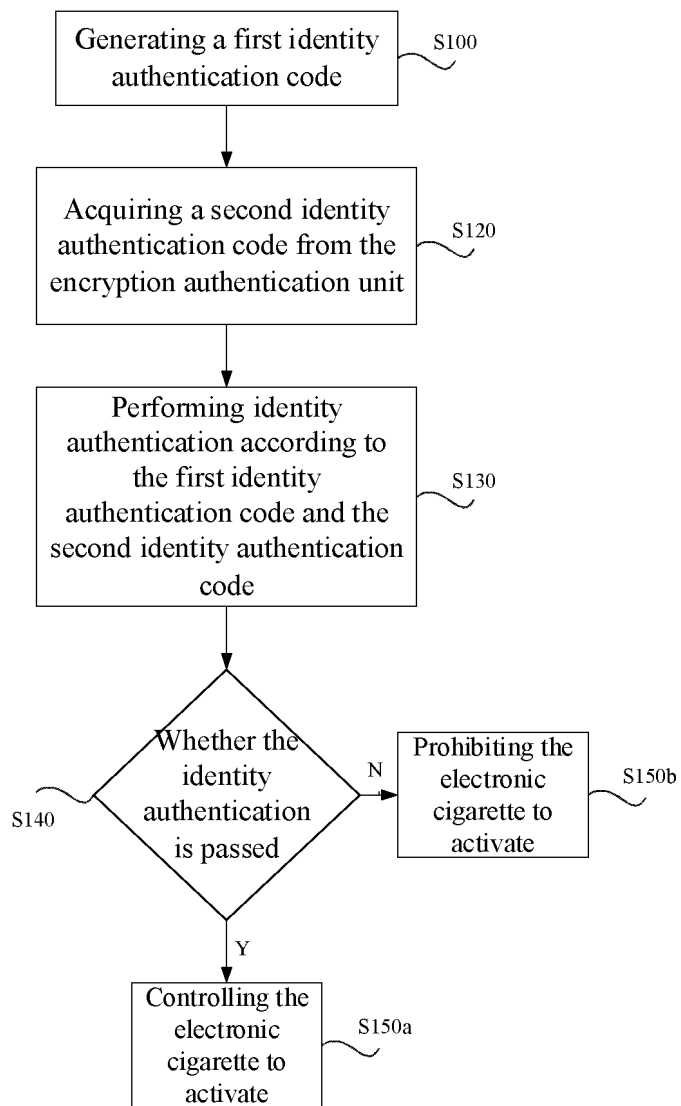 Generating a first identity
authentication code
S100
Acquiring a second identity
authentication code from the
encryption authentication unit
S120
Performing identity
authentication according to
the first identity
authentication code and the
second identity authentication
code
S130
Whether the
identity
authentication
is passed
S140
N
Prohibiting the
electronic
cigarette to
activate
S150b
Y
Controlling the
electronic
cigarette to
activate
S150a